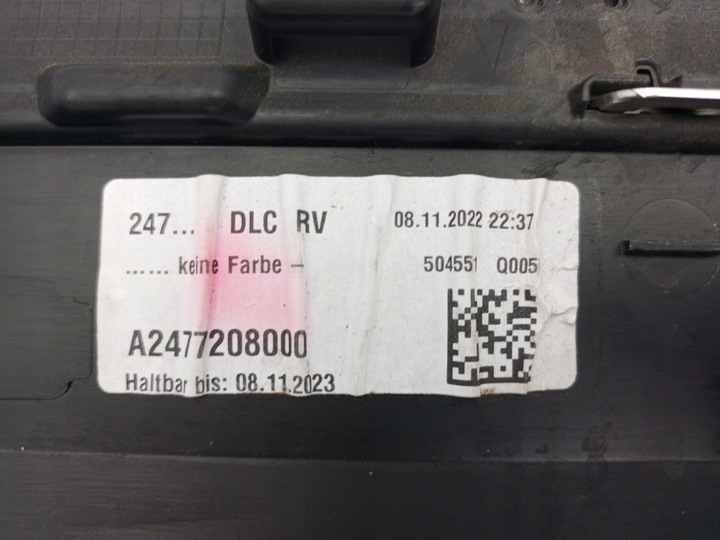 247... DLC RV 08.11.2022 22:37
...... keine Farbe - 504551 Q005
A2477208000
Haltbar bis: 08.11.2023